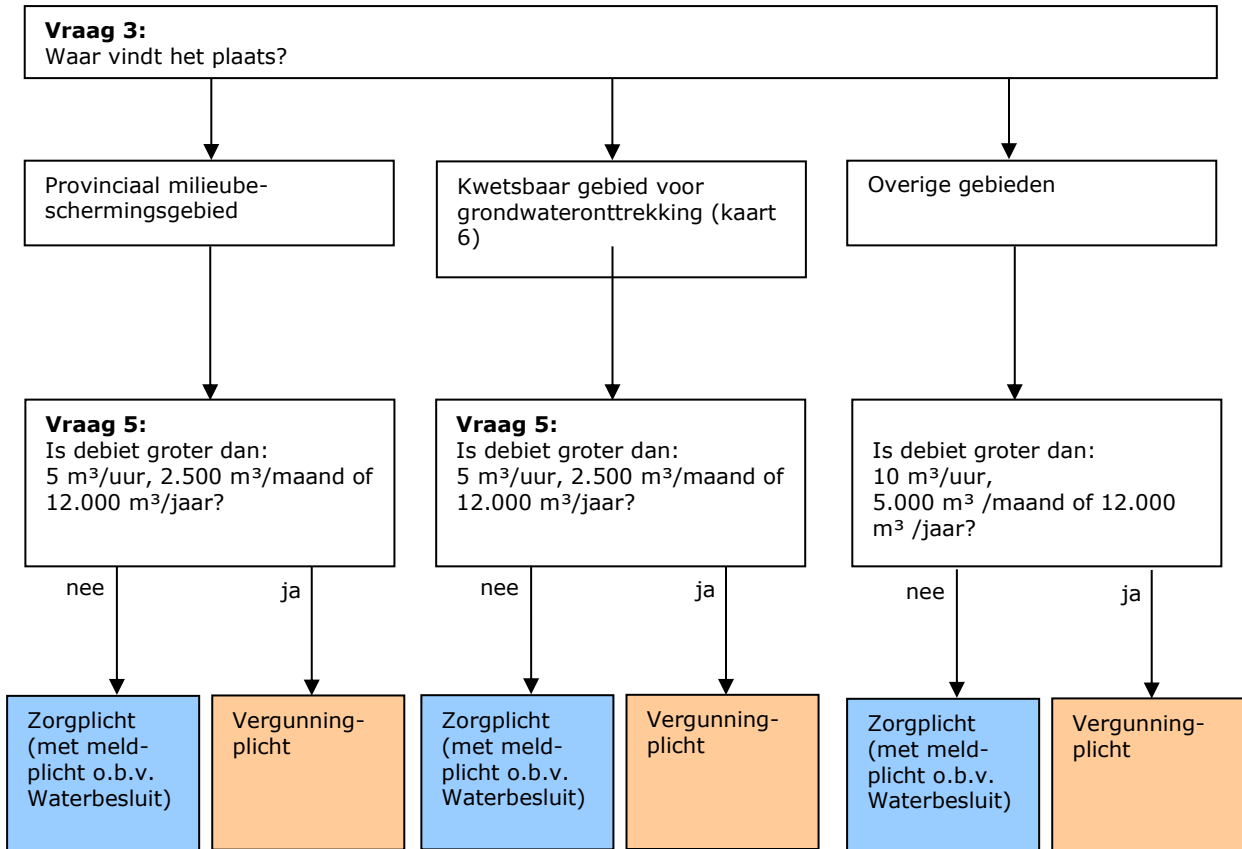 Vraag 3:
Waar vindt het plaats?
Provinciaal milieube-
schermingsgebied
Kwetsbaar gebied voor
grondwateronttrekking (kaart
6)
Overige gebieden
Vraag 5:
Is debiet groter dan:
5 m³/uur, 2.500 m³/maand of
12.000 m³/jaar?
Vraag 5:
Is debiet groter dan:
5 m³/uur, 2.500 m³/maand of
12.000 m³/jaar?
Is debiet groter dan:
10 m³/uur,
5.000 m³ /maand of 12.000
m³ /jaar?
nee
ja
nee
ja
nee
ja
Zorgplicht
(met meld-
plicht o.b.v.
Waterbesluit)
Vergunning-
plicht
Zorgplicht
(met meld-
plicht o.b.v.
Waterbesluit)
Vergunning-
plicht
Zorgplicht
(met meld-
plicht o.b.v.
Waterbesluit)
Vergunning-
plicht